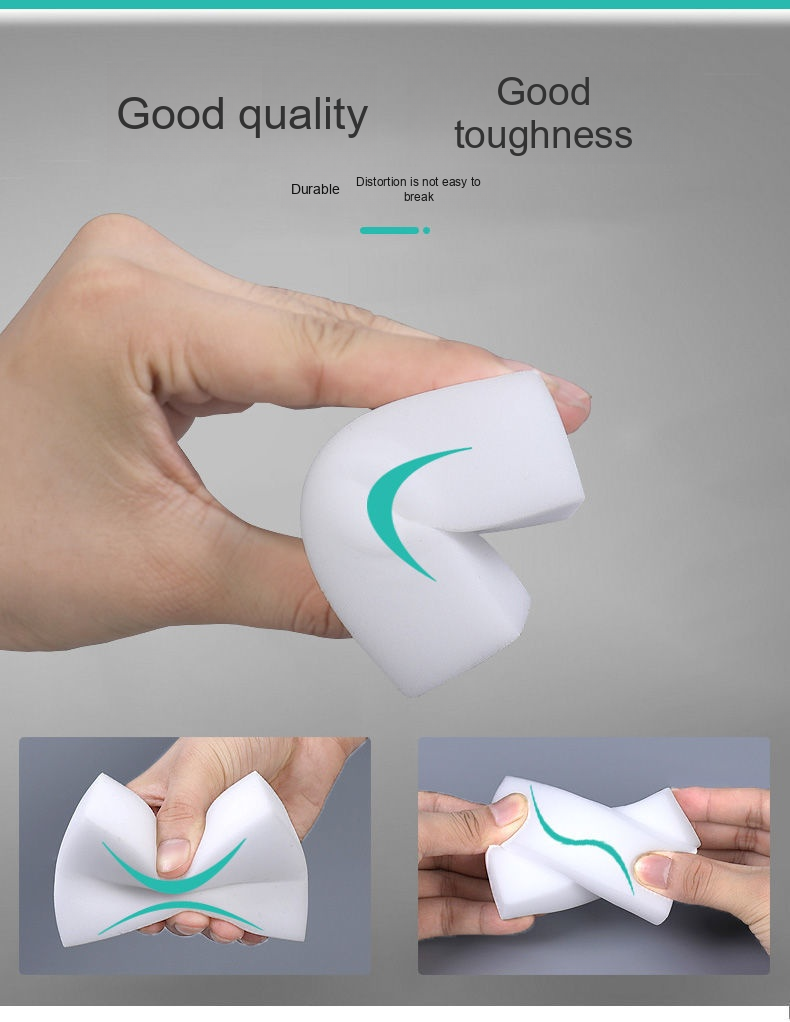 Good quality
Good
toughness
Durable
Distortion is not easy to
break